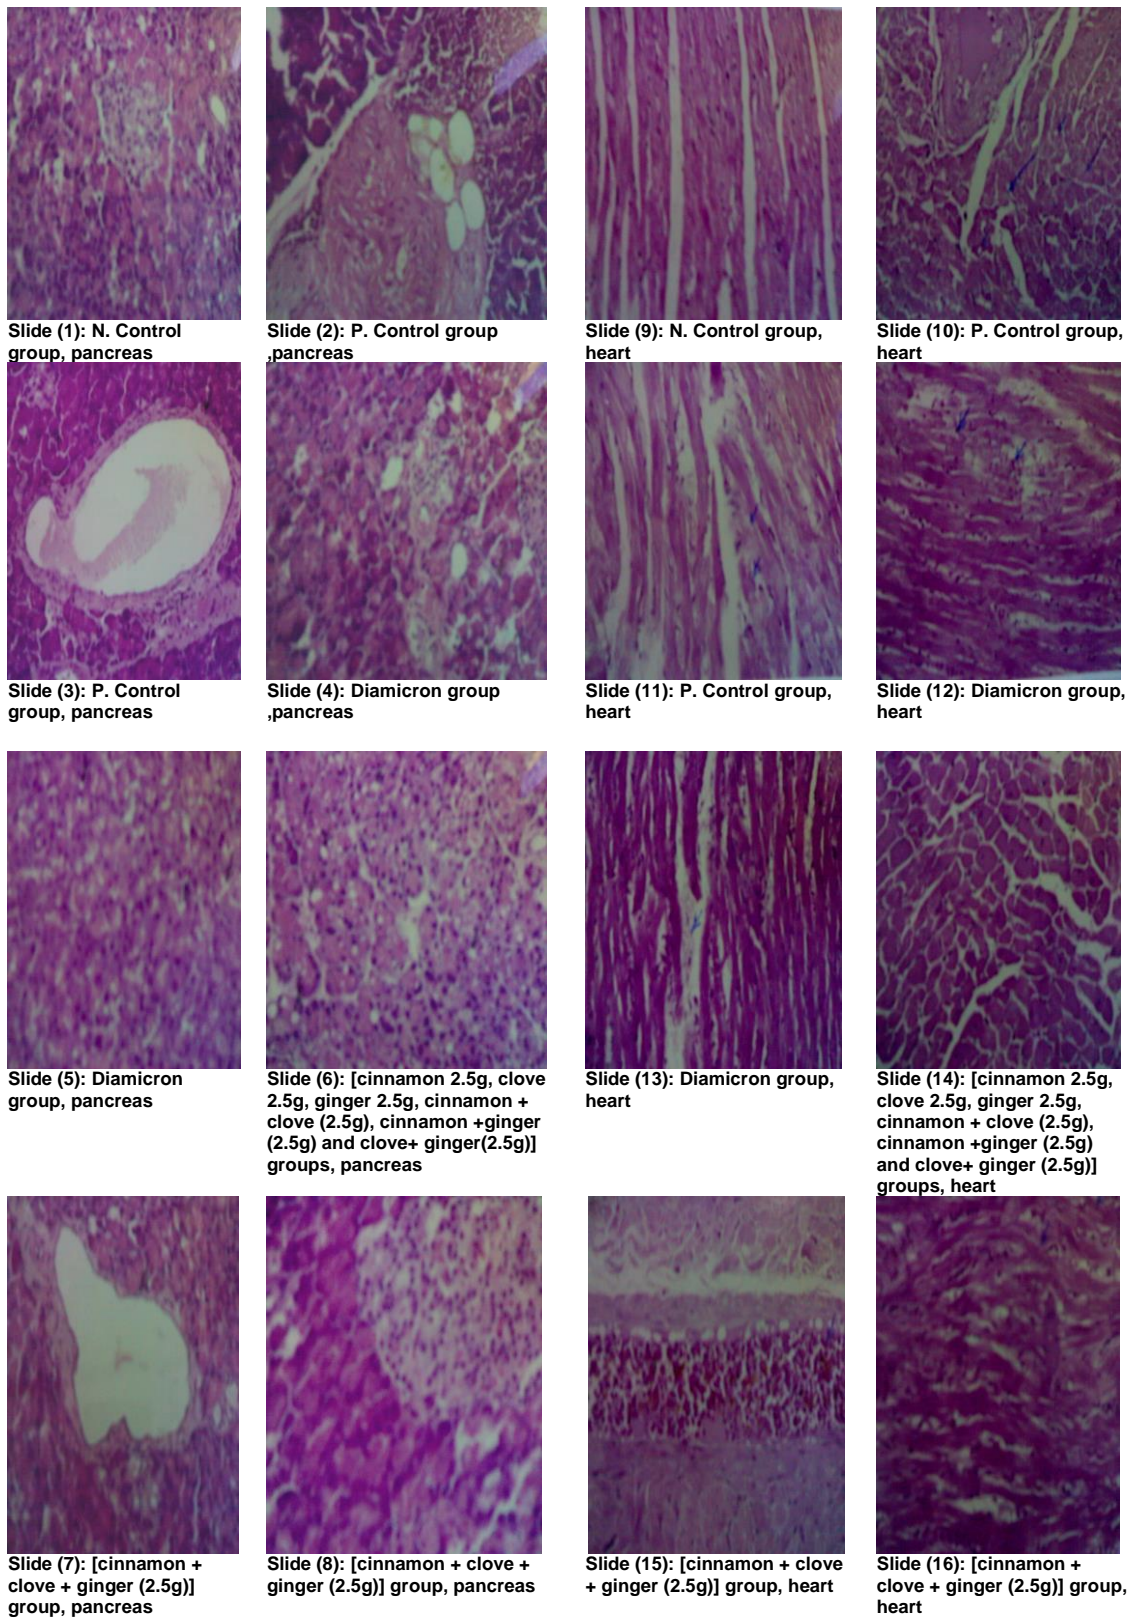 Slide (1): N. Control
group, pancreas
Slide (2): P. Control group
,pancreas
Slide (9): N. Control group,
heart
Slide (10): P. Control group,
heart
Slide (3): P. Control
group, pancreas
Slide (4): Diamicron group
,pancreas
Slide (11): P. Control group,
heart
Slide (12): Diamicron group,
heart
Slide (5): Diamicron
group, pancreas
Slide (6): [cinnamon 2.5g, clove
2.5g, ginger 2.5g, cinnamon +
clove (2.5g), cinnamon +ginger
(2.5g) and clove+ ginger(2.5g)]
groups, pancreas
Slide (13): Diamicron group,
heart
Slide (14): [cinnamon 2.5g,
clove 2.5g, ginger 2.5g,
cinnamon + clove (2.5g),
cinnamon +ginger (2.5g)
and clove+ ginger (2.5g)]
groups, heart
Slide (7): [cinnamon +
clove + ginger (2.5g)]
group, pancreas
Slide (8): [cinnamon + clove +
ginger (2.5g)] group, pancreas
Slide (15): [cinnamon + clove
+ ginger (2.5g)] group, heart
Slide (16): [cinnamon +
clove + ginger (2.5g)] group,
heart